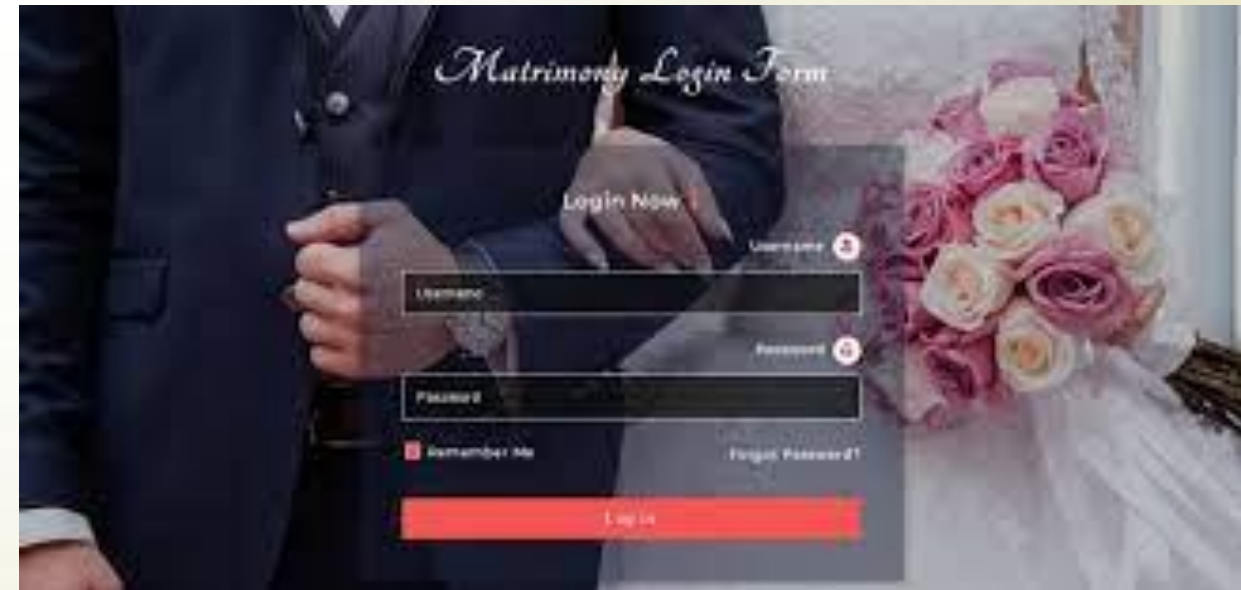 Matrimony Login Form
Login Now !
Username
Username
Password
Password
Remember Me
Forgot Password?
Log in